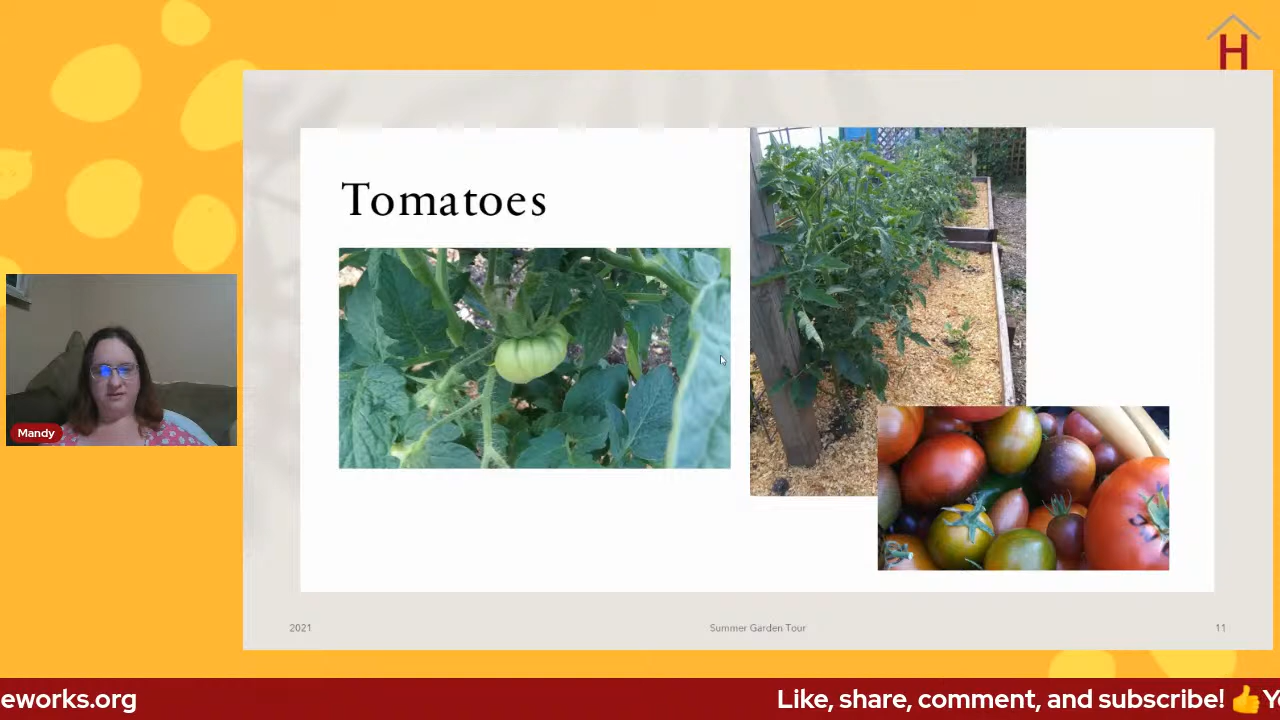 H
Tomatoes
Mandy
2021
Summer Garden Tour
11
eworks.org
Like, share, comment, and subscribe! 👍Y